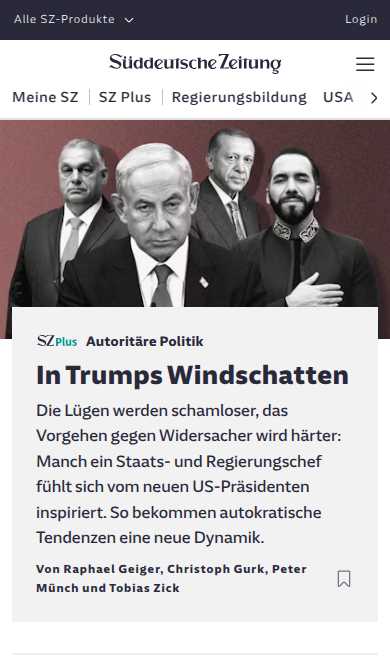 Alle SZ-Produkte
Login
Süddeutsche Zeitung
Meine SZ
SZ Plus
Regierungsbildung
USA
SZ Plus Autoritäre Politik
In Trumps Windschatten
Die Lügen werden schamloser, das
Vorgehen gegen Widersacher wird härter:
Manch ein Staats- und Regierungschef
fühlt sich vom neuen US-Präsidenten
inspiriert. So bekommen autokratische
Tendenzen eine neue Dynamik.
Von Raphael Geiger, Christoph Gurk, Peter
Münch und Tobias Zick